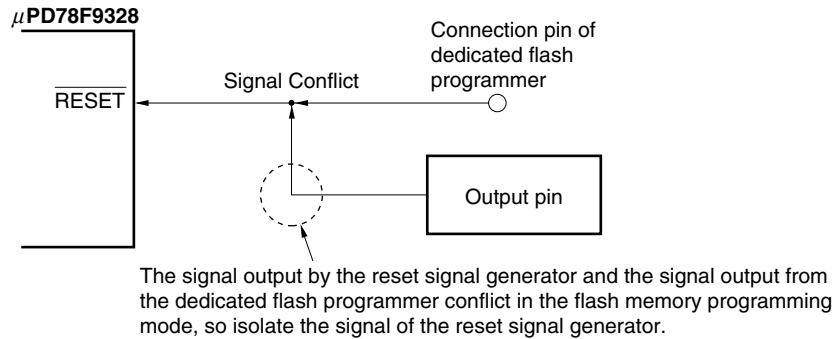 μPD78F9328
Connection pin of
dedicated flash
programmer
Signal Conflict
RESET
Output pin
The signal output by the reset signal generator and the signal output from
the dedicated flash programmer conflict in the flash memory programming
mode, so isolate the signal of the reset signal generator.